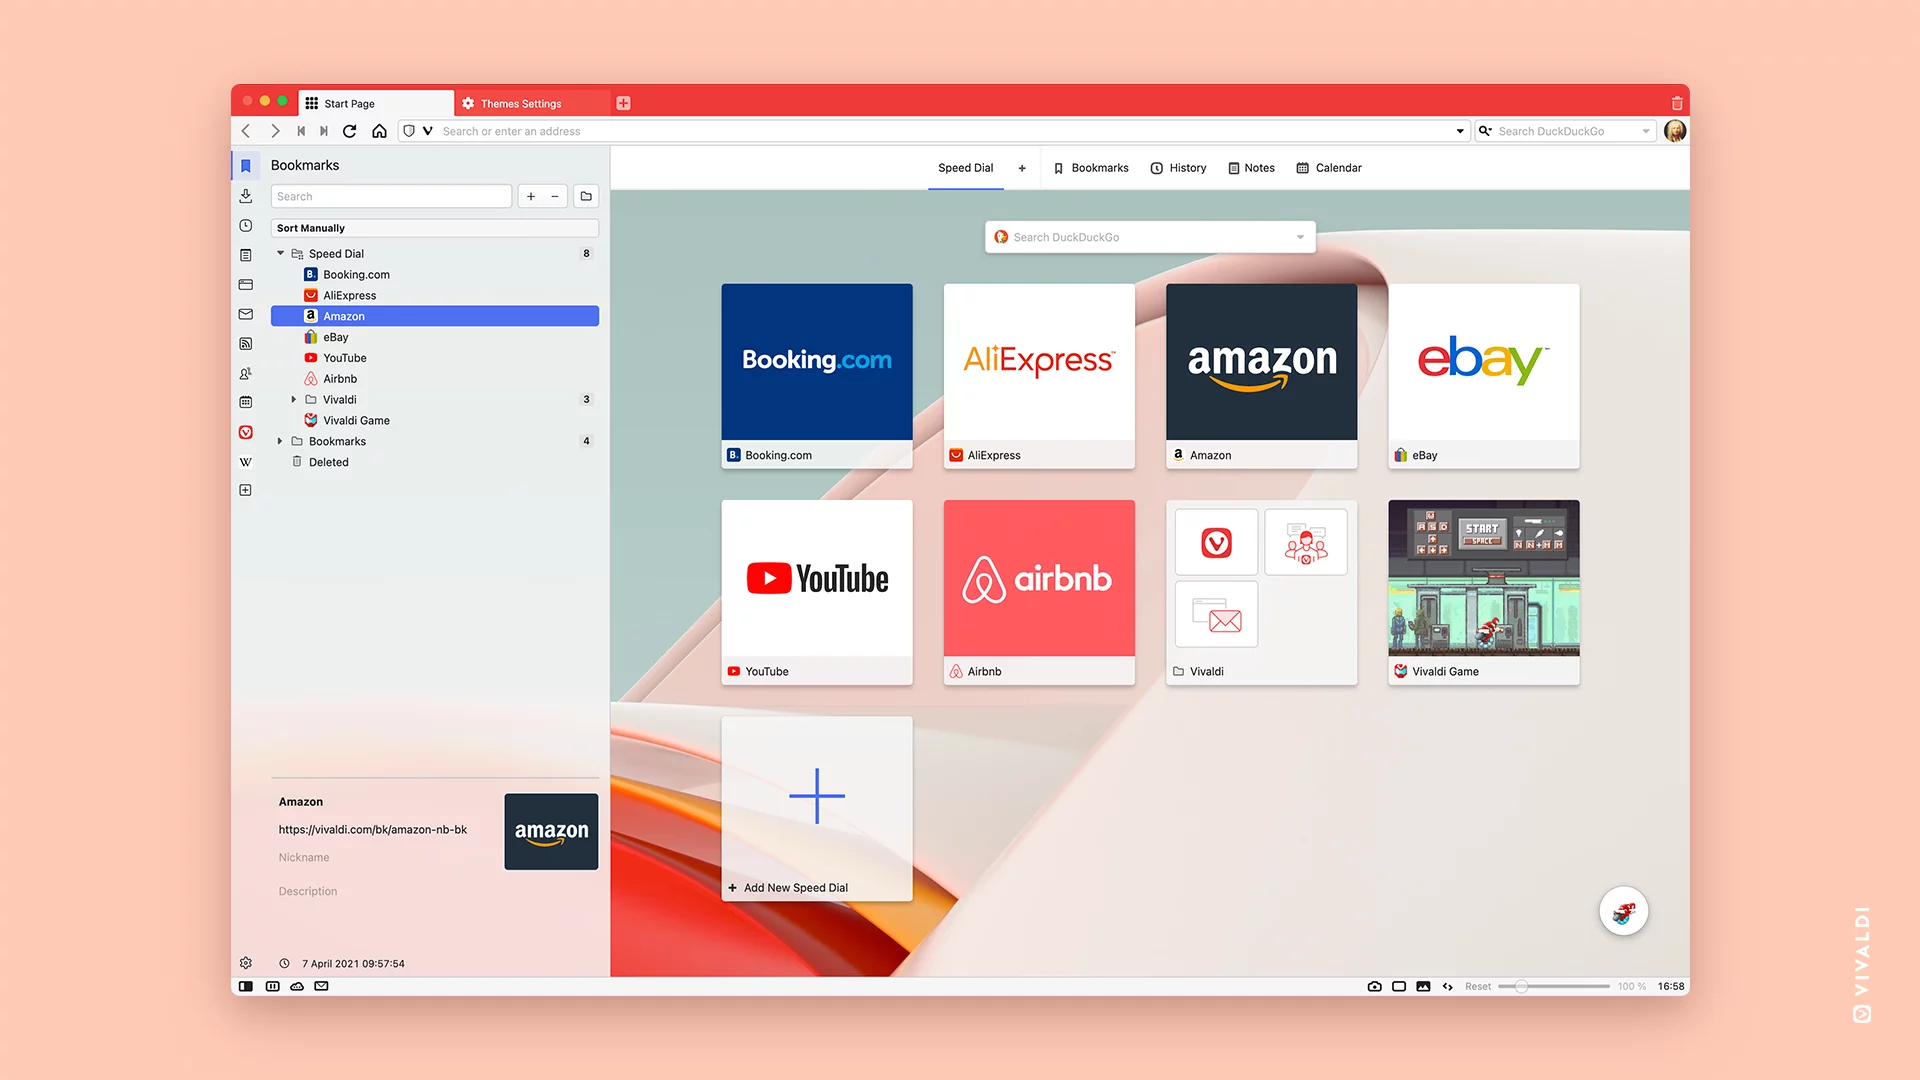 Start Page
Themes Settings
Search or enter an address
Search DuckDuckGo
Bookmarks
Search
Sort Manually
Speed Dial 8
Booking.com
AliExpress
Amazon
eBay
YouTube
Airbnb
Vivaldi 3
Vivaldi Game
Bookmarks 4
Deleted
Amazon
https://vivaldi.com/bk/amazon-nb-bk
amazon
Nickname
Description
7 April 2021 09:57:54
Speed Dial
Bookmarks
History
Notes
Calendar
Search DuckDuckGo
Booking.com
Booking.com
AliExpress™
AliExpress
amazon
Amazon
ebay™
eBay
YouTube
YouTube
airbnb
Airbnb
Vivaldi
START
SPACE
Vivaldi Game
Add New Speed Dial
Reset
100 %
16:58
VIVALDI